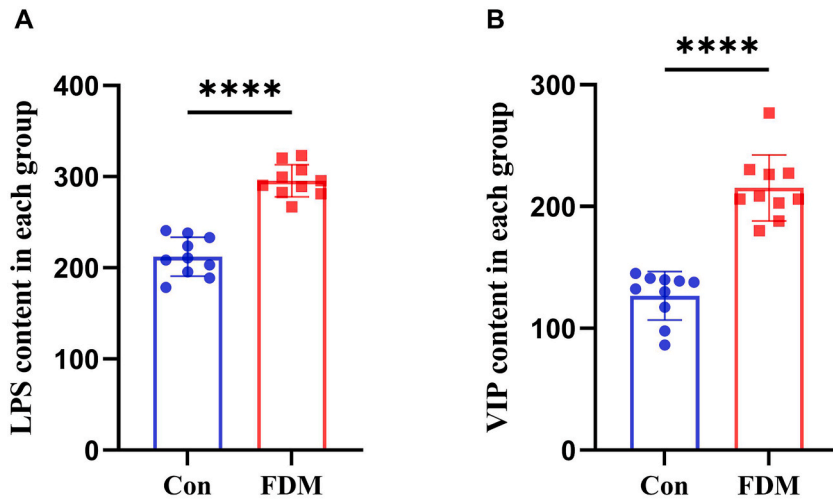 A
LPS content in each group
400
300
200
100
0
****
Con
FDM
B
VIP content in each group
300
200
100
0
****
Con
FDM